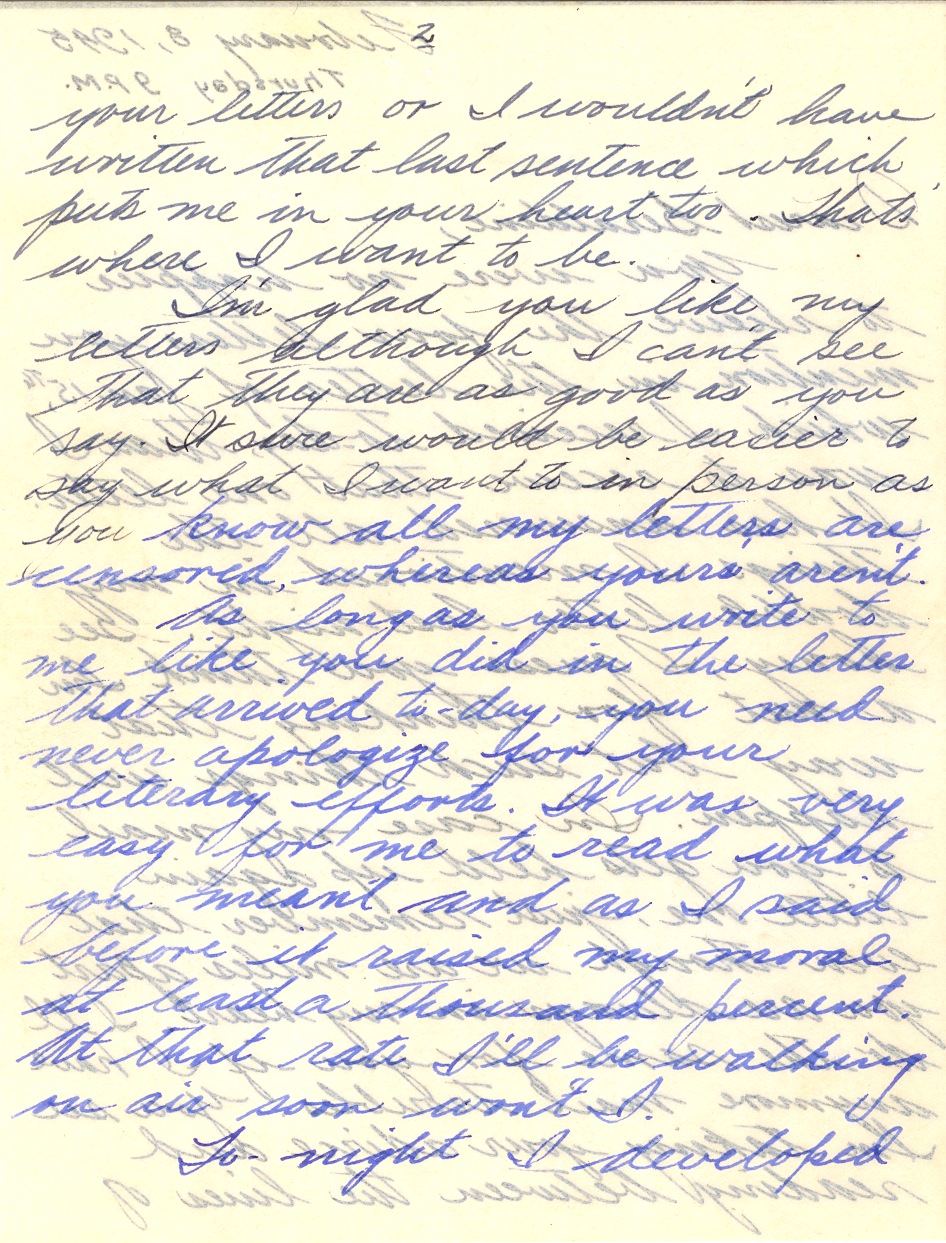 2
your letters or I wouldn't have
written that last sentence which
puts me in your heart too. Thats
where I want to be.
I'm glad you like my
letters although I can't see
that they are as good as you
say. It sure would be easier to
say what I want to in person as
you know all my letters are
censored, whereas yours aren't.
As long as you write to
me like you did in the letter
that arrived to-day, you need
never apologize for your
literary efforts. It was very
easy for me to read what
you meant and as I said
before it raised my moral
at least a thousand percent.
At that rate I'll be walking
on air soon won't I.
To-night I developed